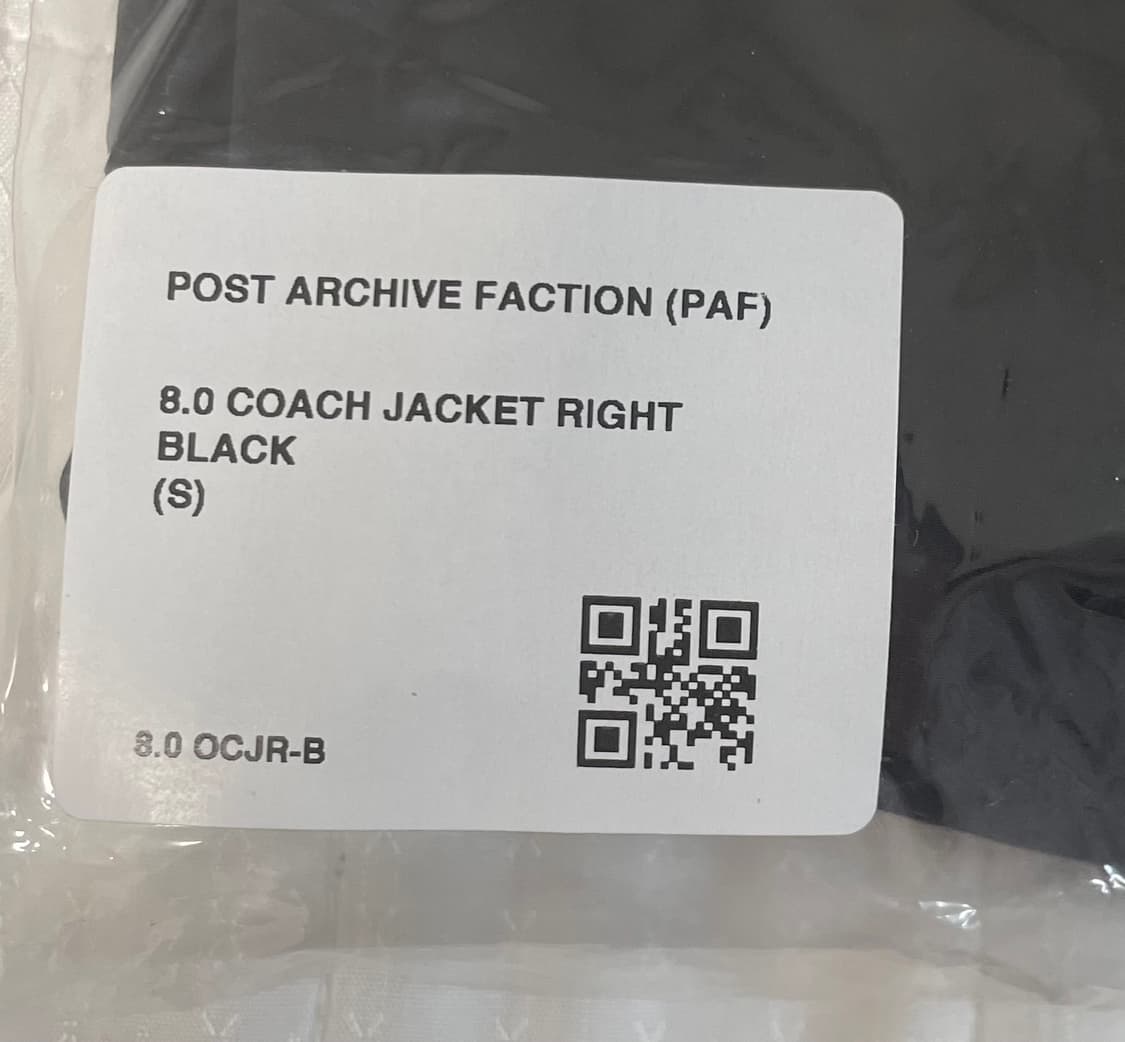 POST ARCHIVE FACTION (PAF)
8.0 COACH JACKET RIGHT
BLACK
(S)
8.0 OCJR-B